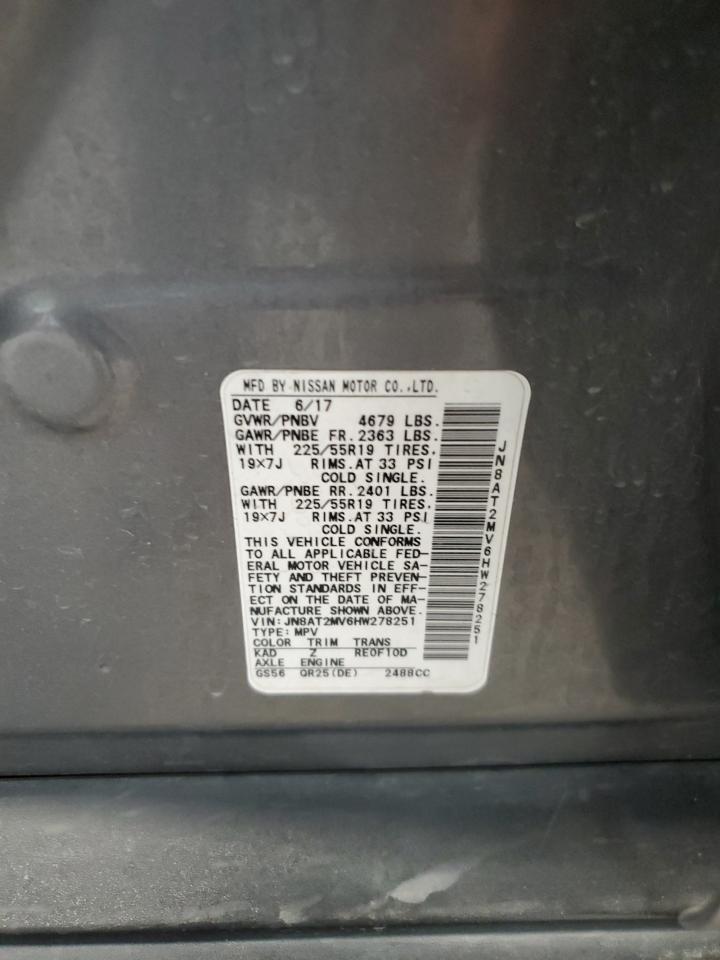 MFD BY NISSAN MOTOR CO.,LTD.
DATE 6/17
GVWR/PNBV 4679 LBS.
GAWR/PNBE FR. 2363 LBS.
WITH 225/55R19 TIRES.
19×7J RIMS.AT 33 PSI
COLD SINGLE.
GAWR/PNBE RR. 2401 LBS.
WITH 225/55R19 TIRES.
19×7J RIMS.AT 33 PSI
COLD SINGLE.
THIS VEHICLE CONFORMS
TO ALL APPLICABLE FED-
ERAL MOTOR VEHICLE SA-
FETY AND THEFT PREVEN-
TION STANDARDS IN EFF-
ECT ON THE DATE OF MA-
NUFACTURE SHOWN ABOVE.
VIN:JN8AT2MV6HW278251
TYPE:MPV
COLOR TRIM TRANS
KAD Z RE0F10D
AXLE ENGINE
GS56 QR25(DE) 2488CC
JN8AT2MV6HW278251